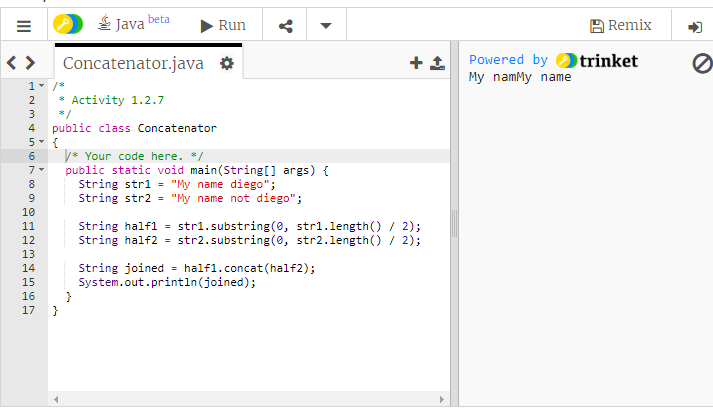 Java beta
Run
Remix
Concatenator.java
Powered by trinket
My namMy name
1 /*
2  * Activity 1.2.7
3  */
4 public class Concatenator
5 {
6   /* Your code here. */
7   public static void main(String[] args) {
8     String str1 = "My name diego";
9     String str2 = "My name not diego";
10
11     String half1 = str1.substring(0, str1.length() / 2);
12     String half2 = str2.substring(0, str2.length() / 2);
13
14     String joined = half1.concat(half2);
15     System.out.println(joined);
16   }
17 }